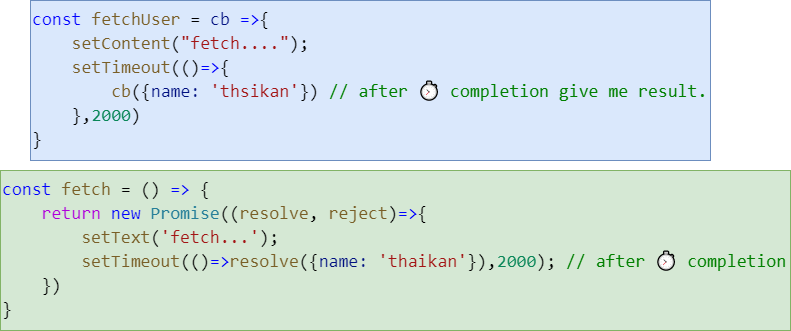 const fetchUser = cb =>{
setContent("fetch....");
setTimeout(()=>{
cb({name: 'thsikan'}) // after ⏱ completion give me result.
},2000)
}
const fetch = () => {
return new Promise((resolve, reject)=>{
setText('fetch...');
setTimeout(()=>resolve({name: 'thaikan'}),2000); // after ⏱ completion
})
}